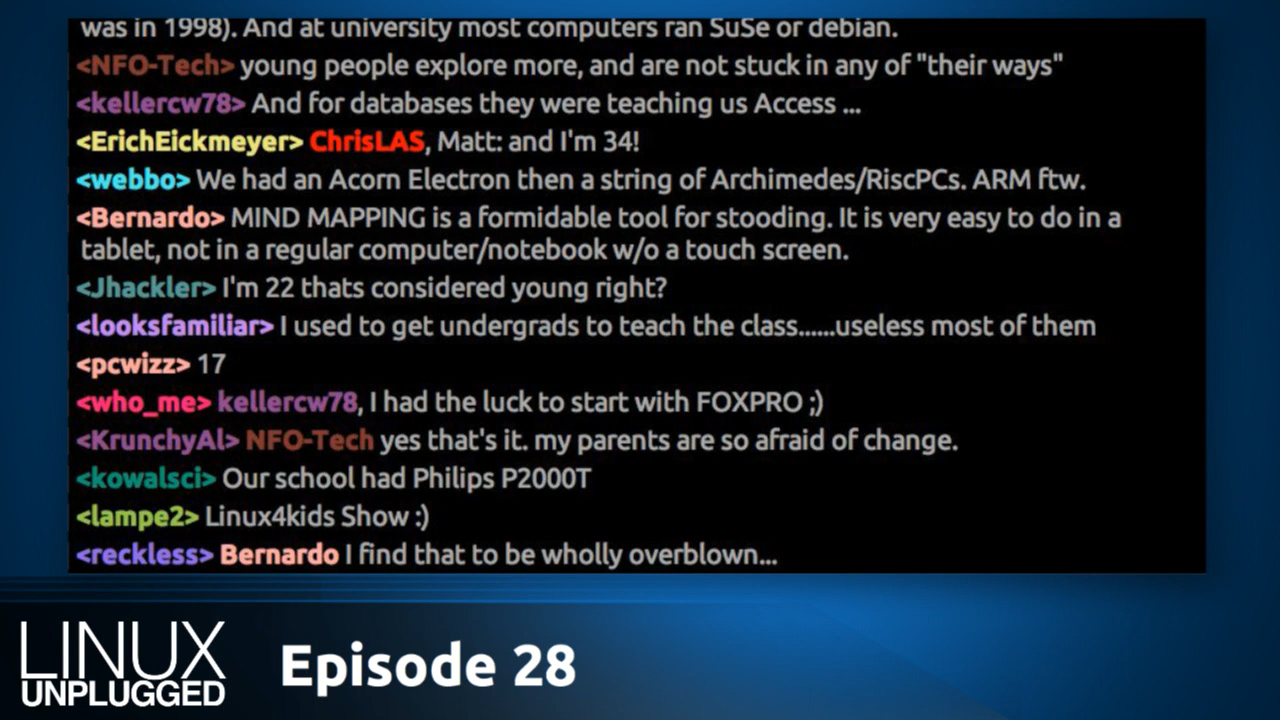 was in 1998). And at university most computers ran SuSe or debian.
<NFO-Tech> young people explore more, and are not stuck in any of "their ways"
<kellercw78> And for databases they were teaching us Access ...
<ErichEickmeyer> ChrisLAS, Matt: and I'm 34!
<webbo> We had an Acorn Electron then a string of Archimedes/RiscPCs. ARM ftw.
<Bernardo> MIND MAPPING is a formidable tool for stooding. It is very easy to do in a
tablet, not in a regular computer/notebook w/o a touch screen.
<Jhackler> I'm 22 thats considered young right?
<looksfamiliar> I used to get undergrads to teach the class......useless most of them
<pcwizz> 17
<who_me> kellercw78, I had the luck to start with FOXPRO ;)
<KrunchyAl> NFO-Tech yes that's it. my parents are so afraid of change.
<kowalsci> Our school had Philips P2000T
<lampe2> Linux4kids Show :)
<reckless> Bernardo I find that to be wholly overblown...
LINUX
UNPLUGGED
Episode 28